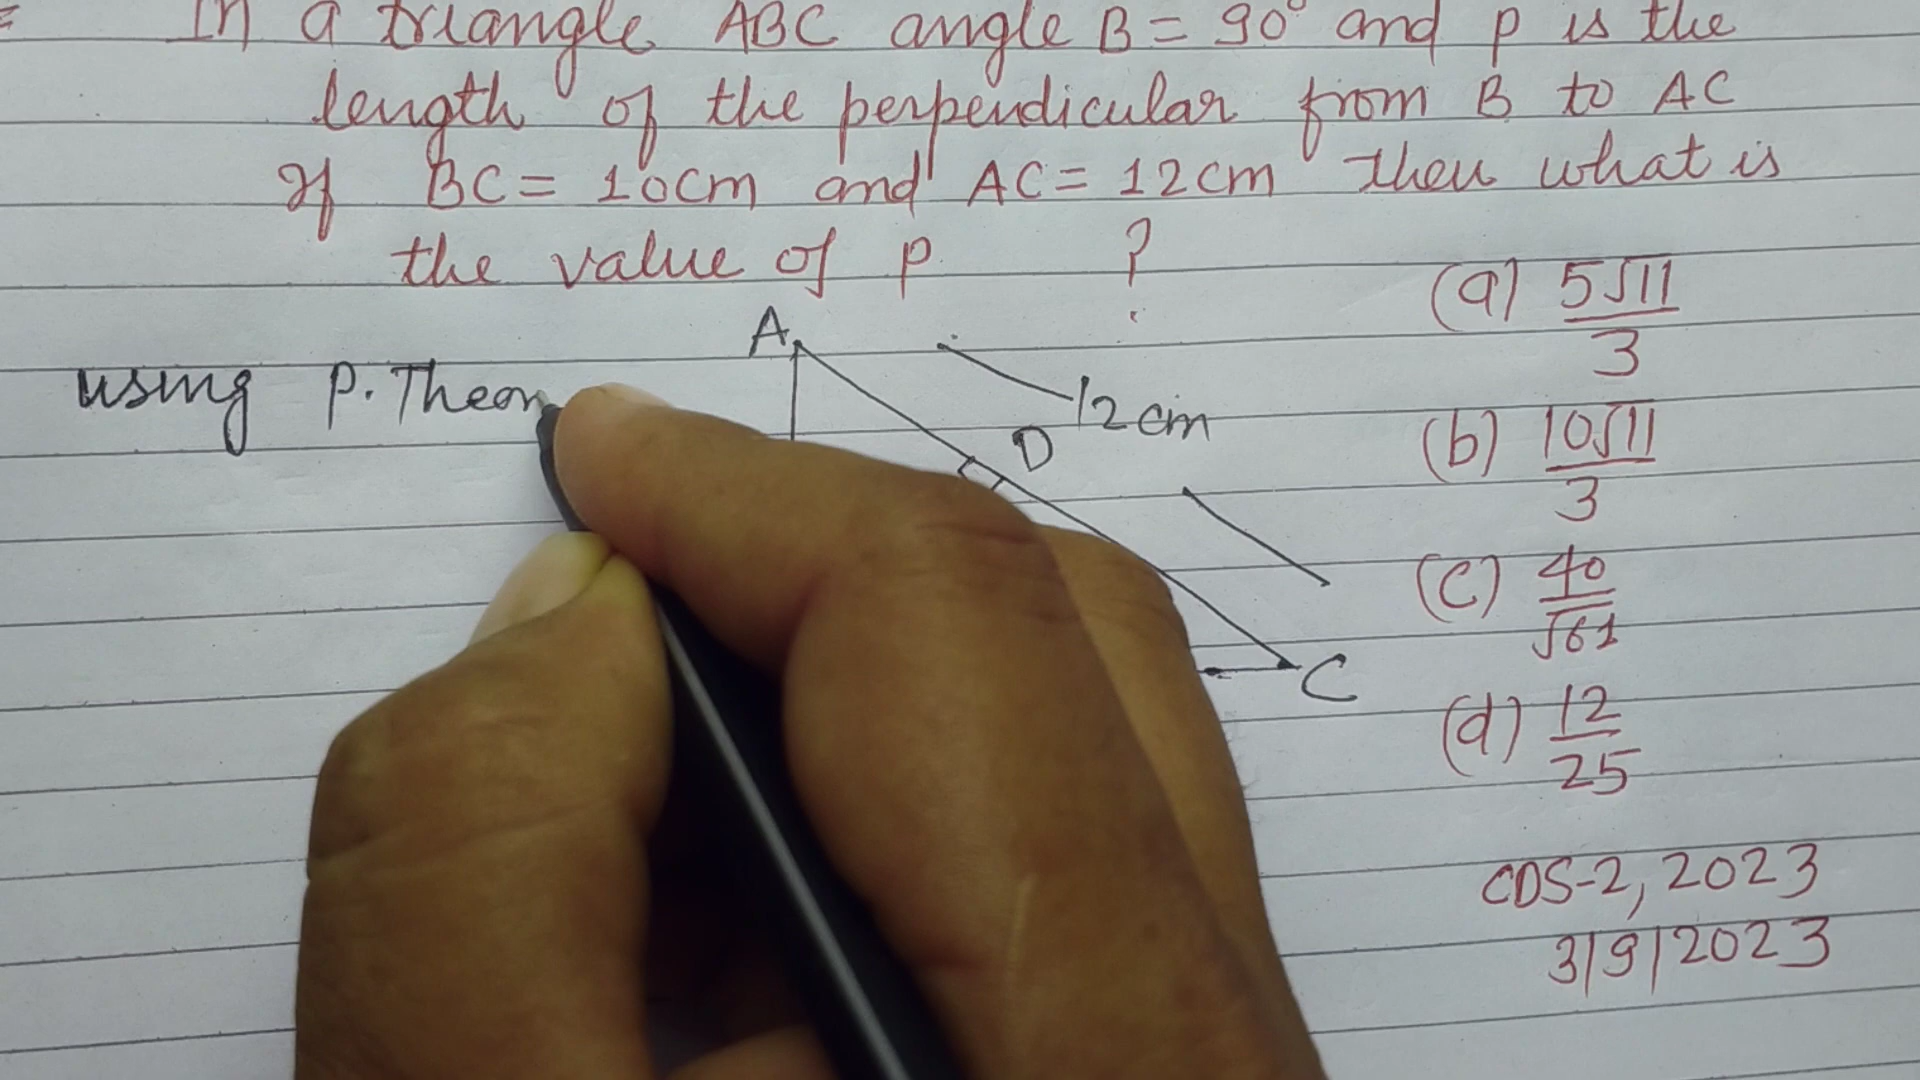 In a triangle ABC angle B = 90° and p is the
length of the perpendicular from B to AC
If BC = 10cm and AC = 12cm then what is
the value of p ?
(a) 5√11/3
(b) 10√11/3
(c) 40/√61
(d) 12/25
using P. Theor
A
12 cm
D
C
CDS-2, 2023
3/9/2023